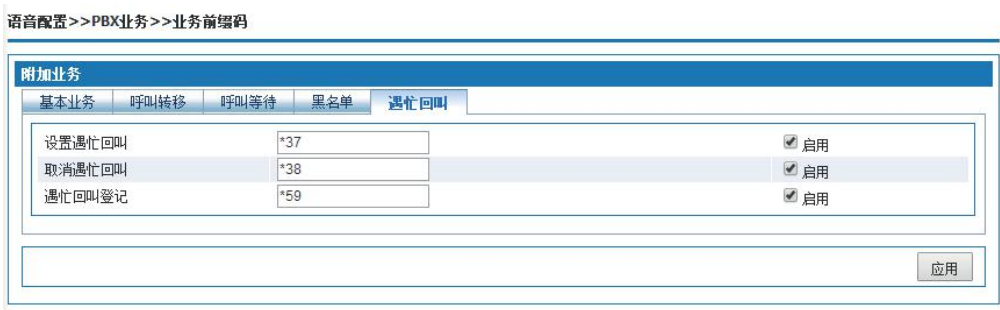 语音配置>>PBX业务>>业务前缀码
附加业务
基本业务 呼叫转移 呼叫等待 黑名单 遇忙回叫
设置遇忙回叫 *37 启用
取消遇忙回叫 *38 启用
遇忙回叫登记 *59 启用
应用